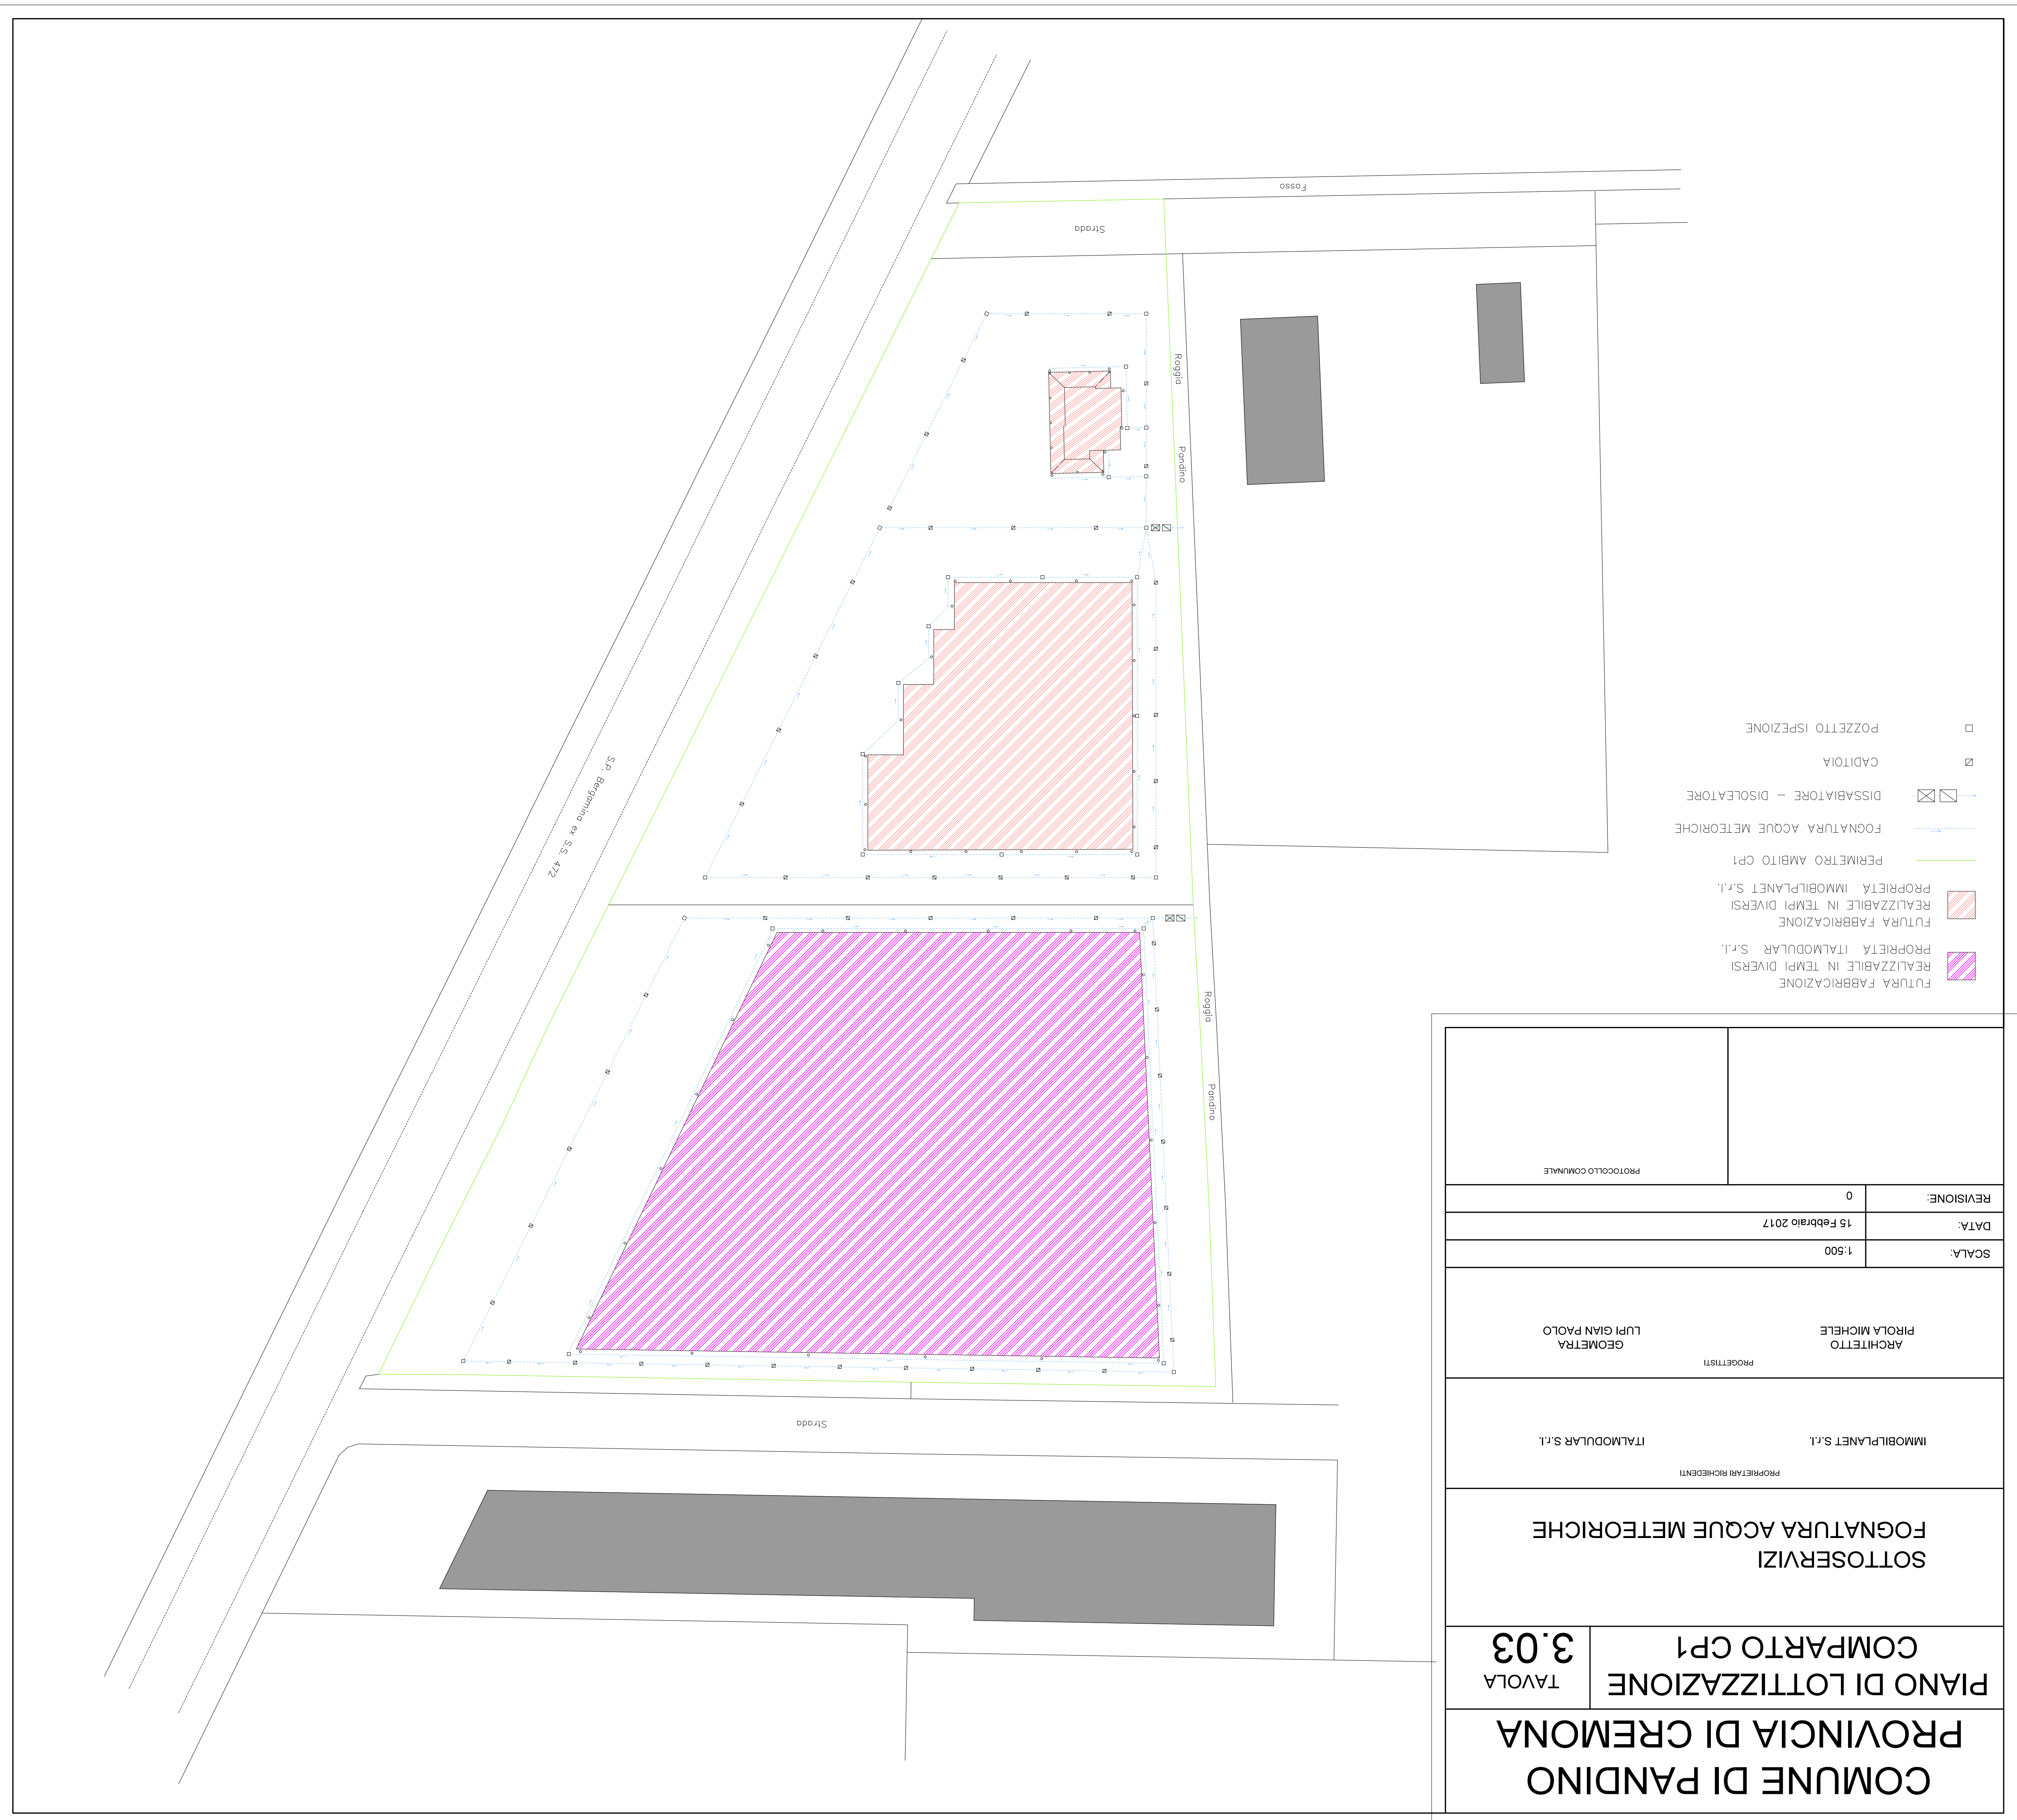 COMUNE DI PANDINO
PROVINCIA DI CREMONA
PIANO DI LOTTIZZAZIONE
COMPARTO CP1
TAVOLA
3.03
SOTTOSERVIZI
FOGNATURA ACQUE METEORICHE
PROPRIETARI RICHIEDENTI
IMMOBILPLANET S.r.l.
ITALMODULAR S.r.l.
PROGETTISTI
ARCHITETTO
PIROLA MICHELE
GEOMETRA
LUPI GIAN PAOLO
SCALA:
1:500
DATA:
15 Febbraio 2017
REVISIONE:
0
PROTOCOLLO COMUNALE
FUTURA FABBRICAZIONE
REALIZZABILE IN TEMPI DIVERSI
PROPRIETÁ ITALMODULAR S.r.l.
FUTURA FABBRICAZIONE
REALIZZABILE IN TEMPI DIVERSI
PROPRIETÁ IMMOBILPLANET S.r.l.
PERIMETRO AMBITO CP1
FOGNATURA ACQUE METEORICHE
DISSABIATORE - DISOLEATORE
CADITOIA
POZZETTO ISPEZIONE
Strada
Pandino
Roggia
S.P. Bergamina ex S.S. 472
Pandino
Roggia
Strada
Fosso